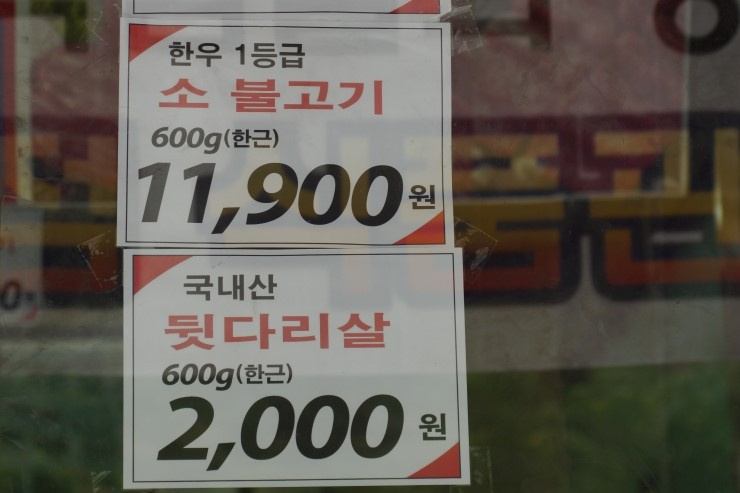 한우 1등급
소 불고기
600g(한근)
11,900원
국내산
뒷다리살
600g(한근)
2,000원